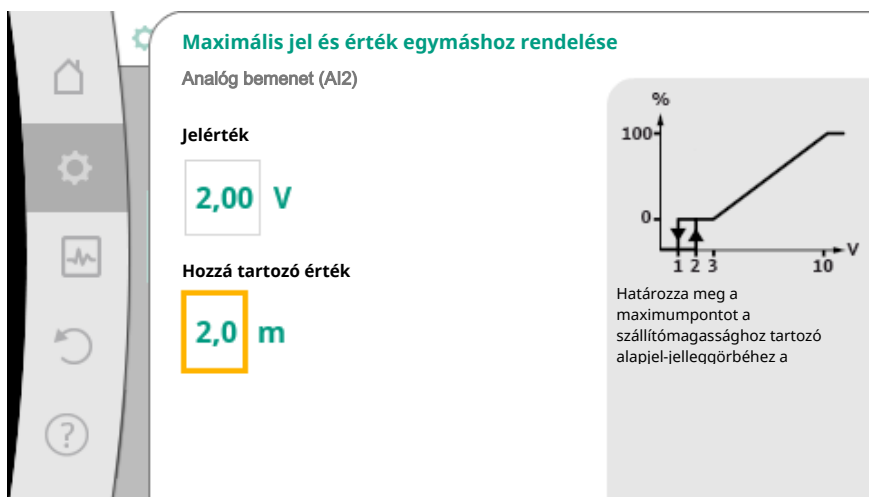 Maximális jel és érték egymáshoz rendelése
Analóg bemenet (AI2)
Jelérték
2,00 V
Hozzá tartozó érték
2,0 m
%
100
0
1 2 3 10 V
Határozza meg a
maximumpontot a
szállítómagassághoz tartozó
alapjel-jelleggörbéhez a
?